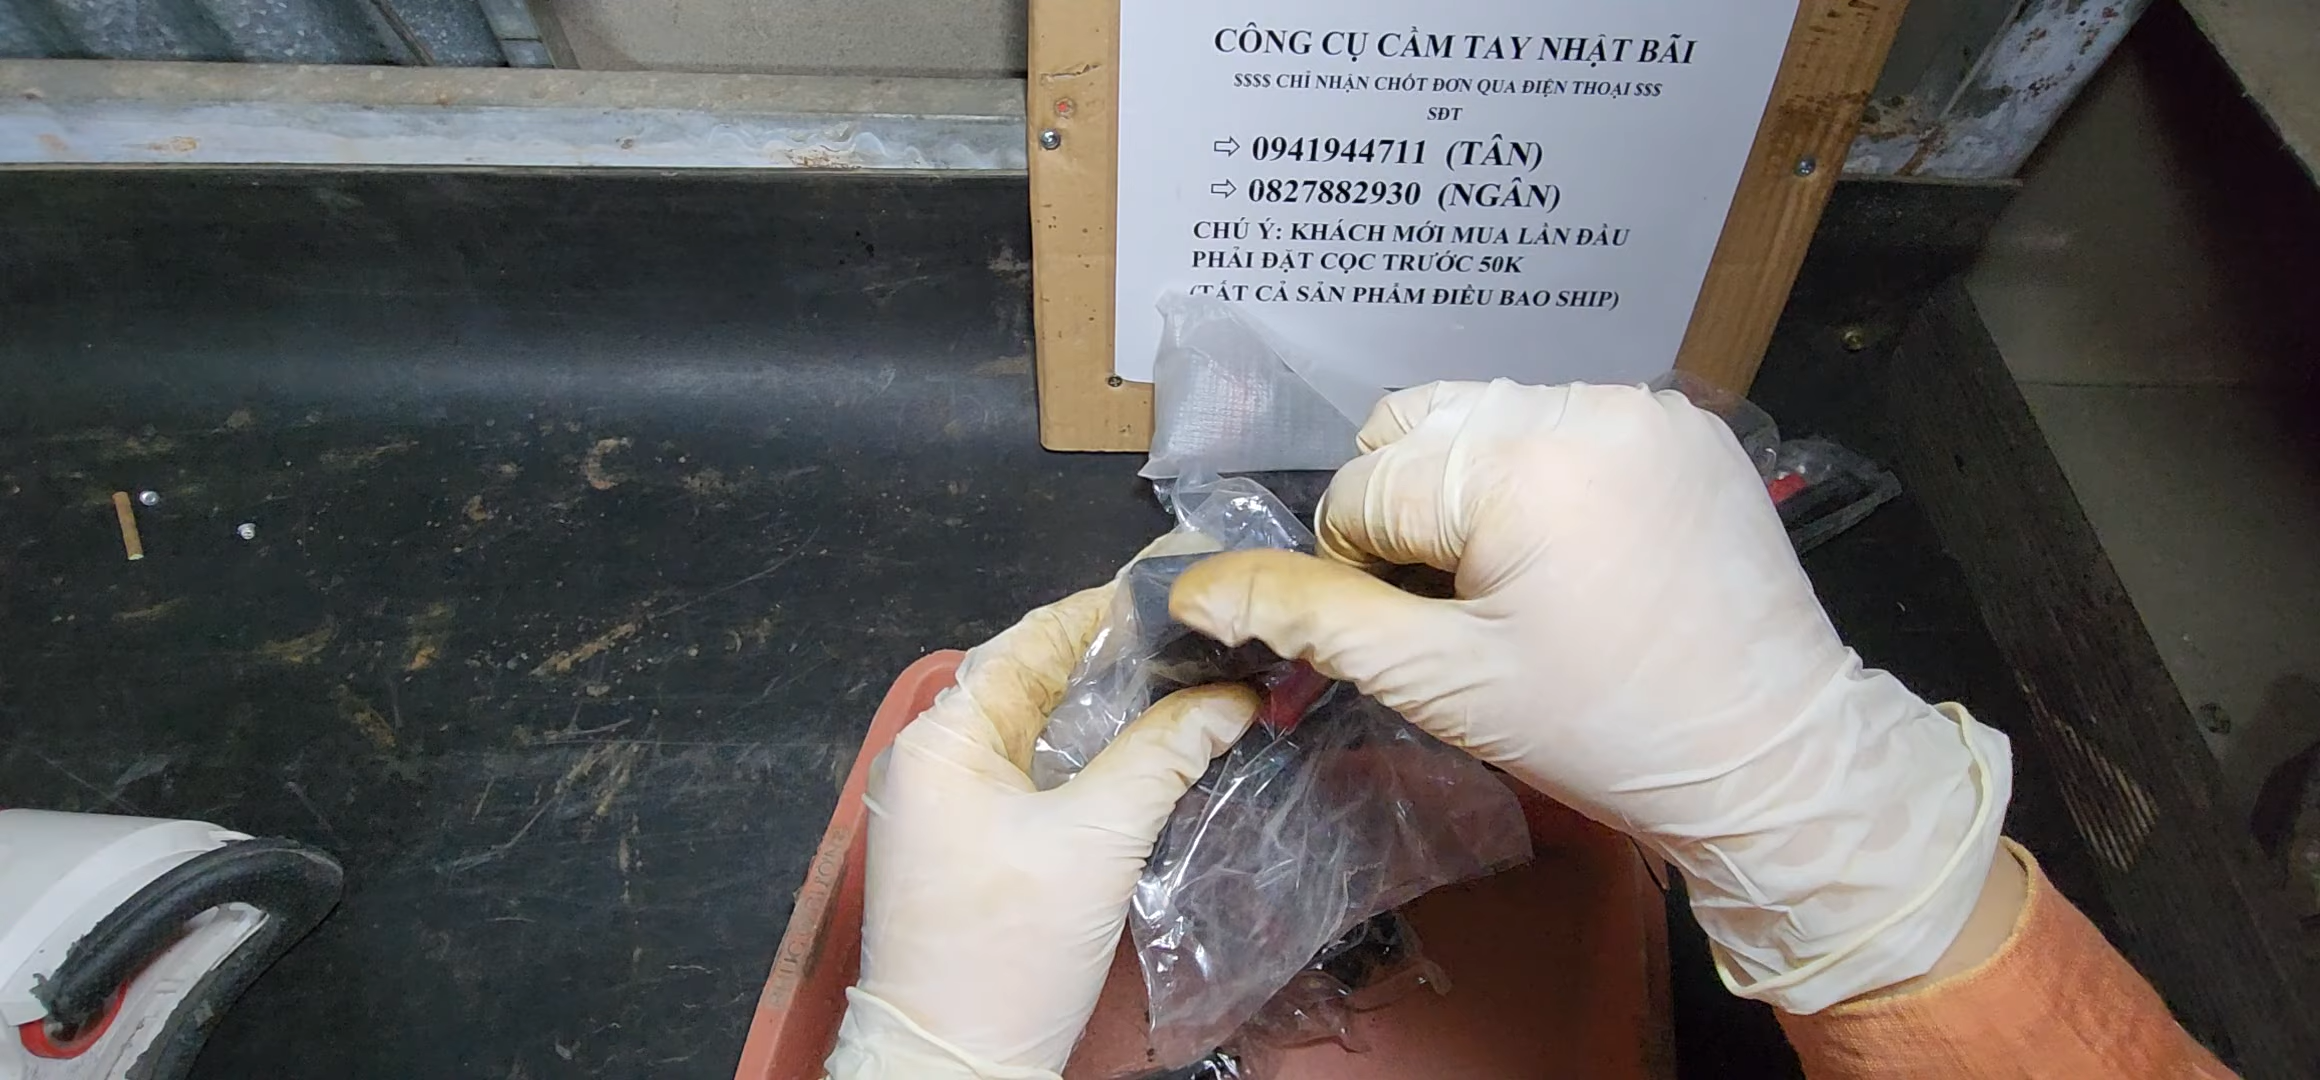 CÔNG CỤ CẦM TAY NHẬT BÃI
$$$$ CHỈ NHẬN CHỐT ĐƠN QUA ĐIỆN THOẠI $$$
SĐT
⇨ 0941944711 (TÂN)
⇨ 0827882930 (NGÂN)
CHÚ Ý: KHÁCH MỚI MUA LẦN ĐẦU
PHẢI ĐẶT CỌC TRƯỚC 50K
(TẤT CẢ SẢN PHẨM ĐIỀU BAO SHIP)